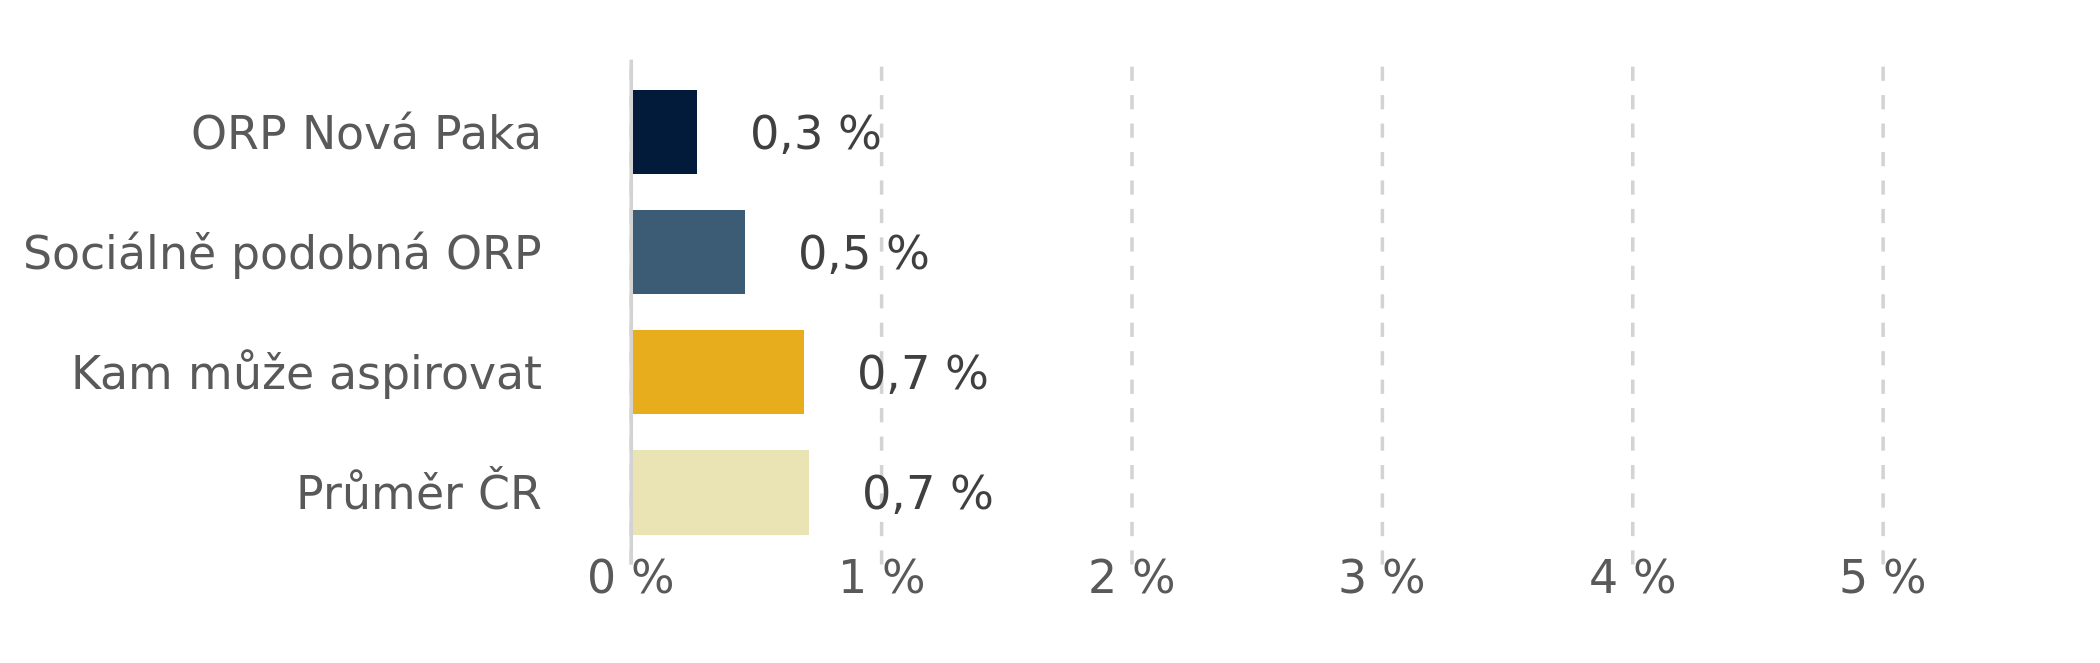 ORP Nová Paka 0,3 %
Sociálně podobná ORP 0,5 %
Kam může aspirovat 0,7 %
Průměr ČR 0,7 %
0 % 1 % 2 % 3 % 4 % 5 %